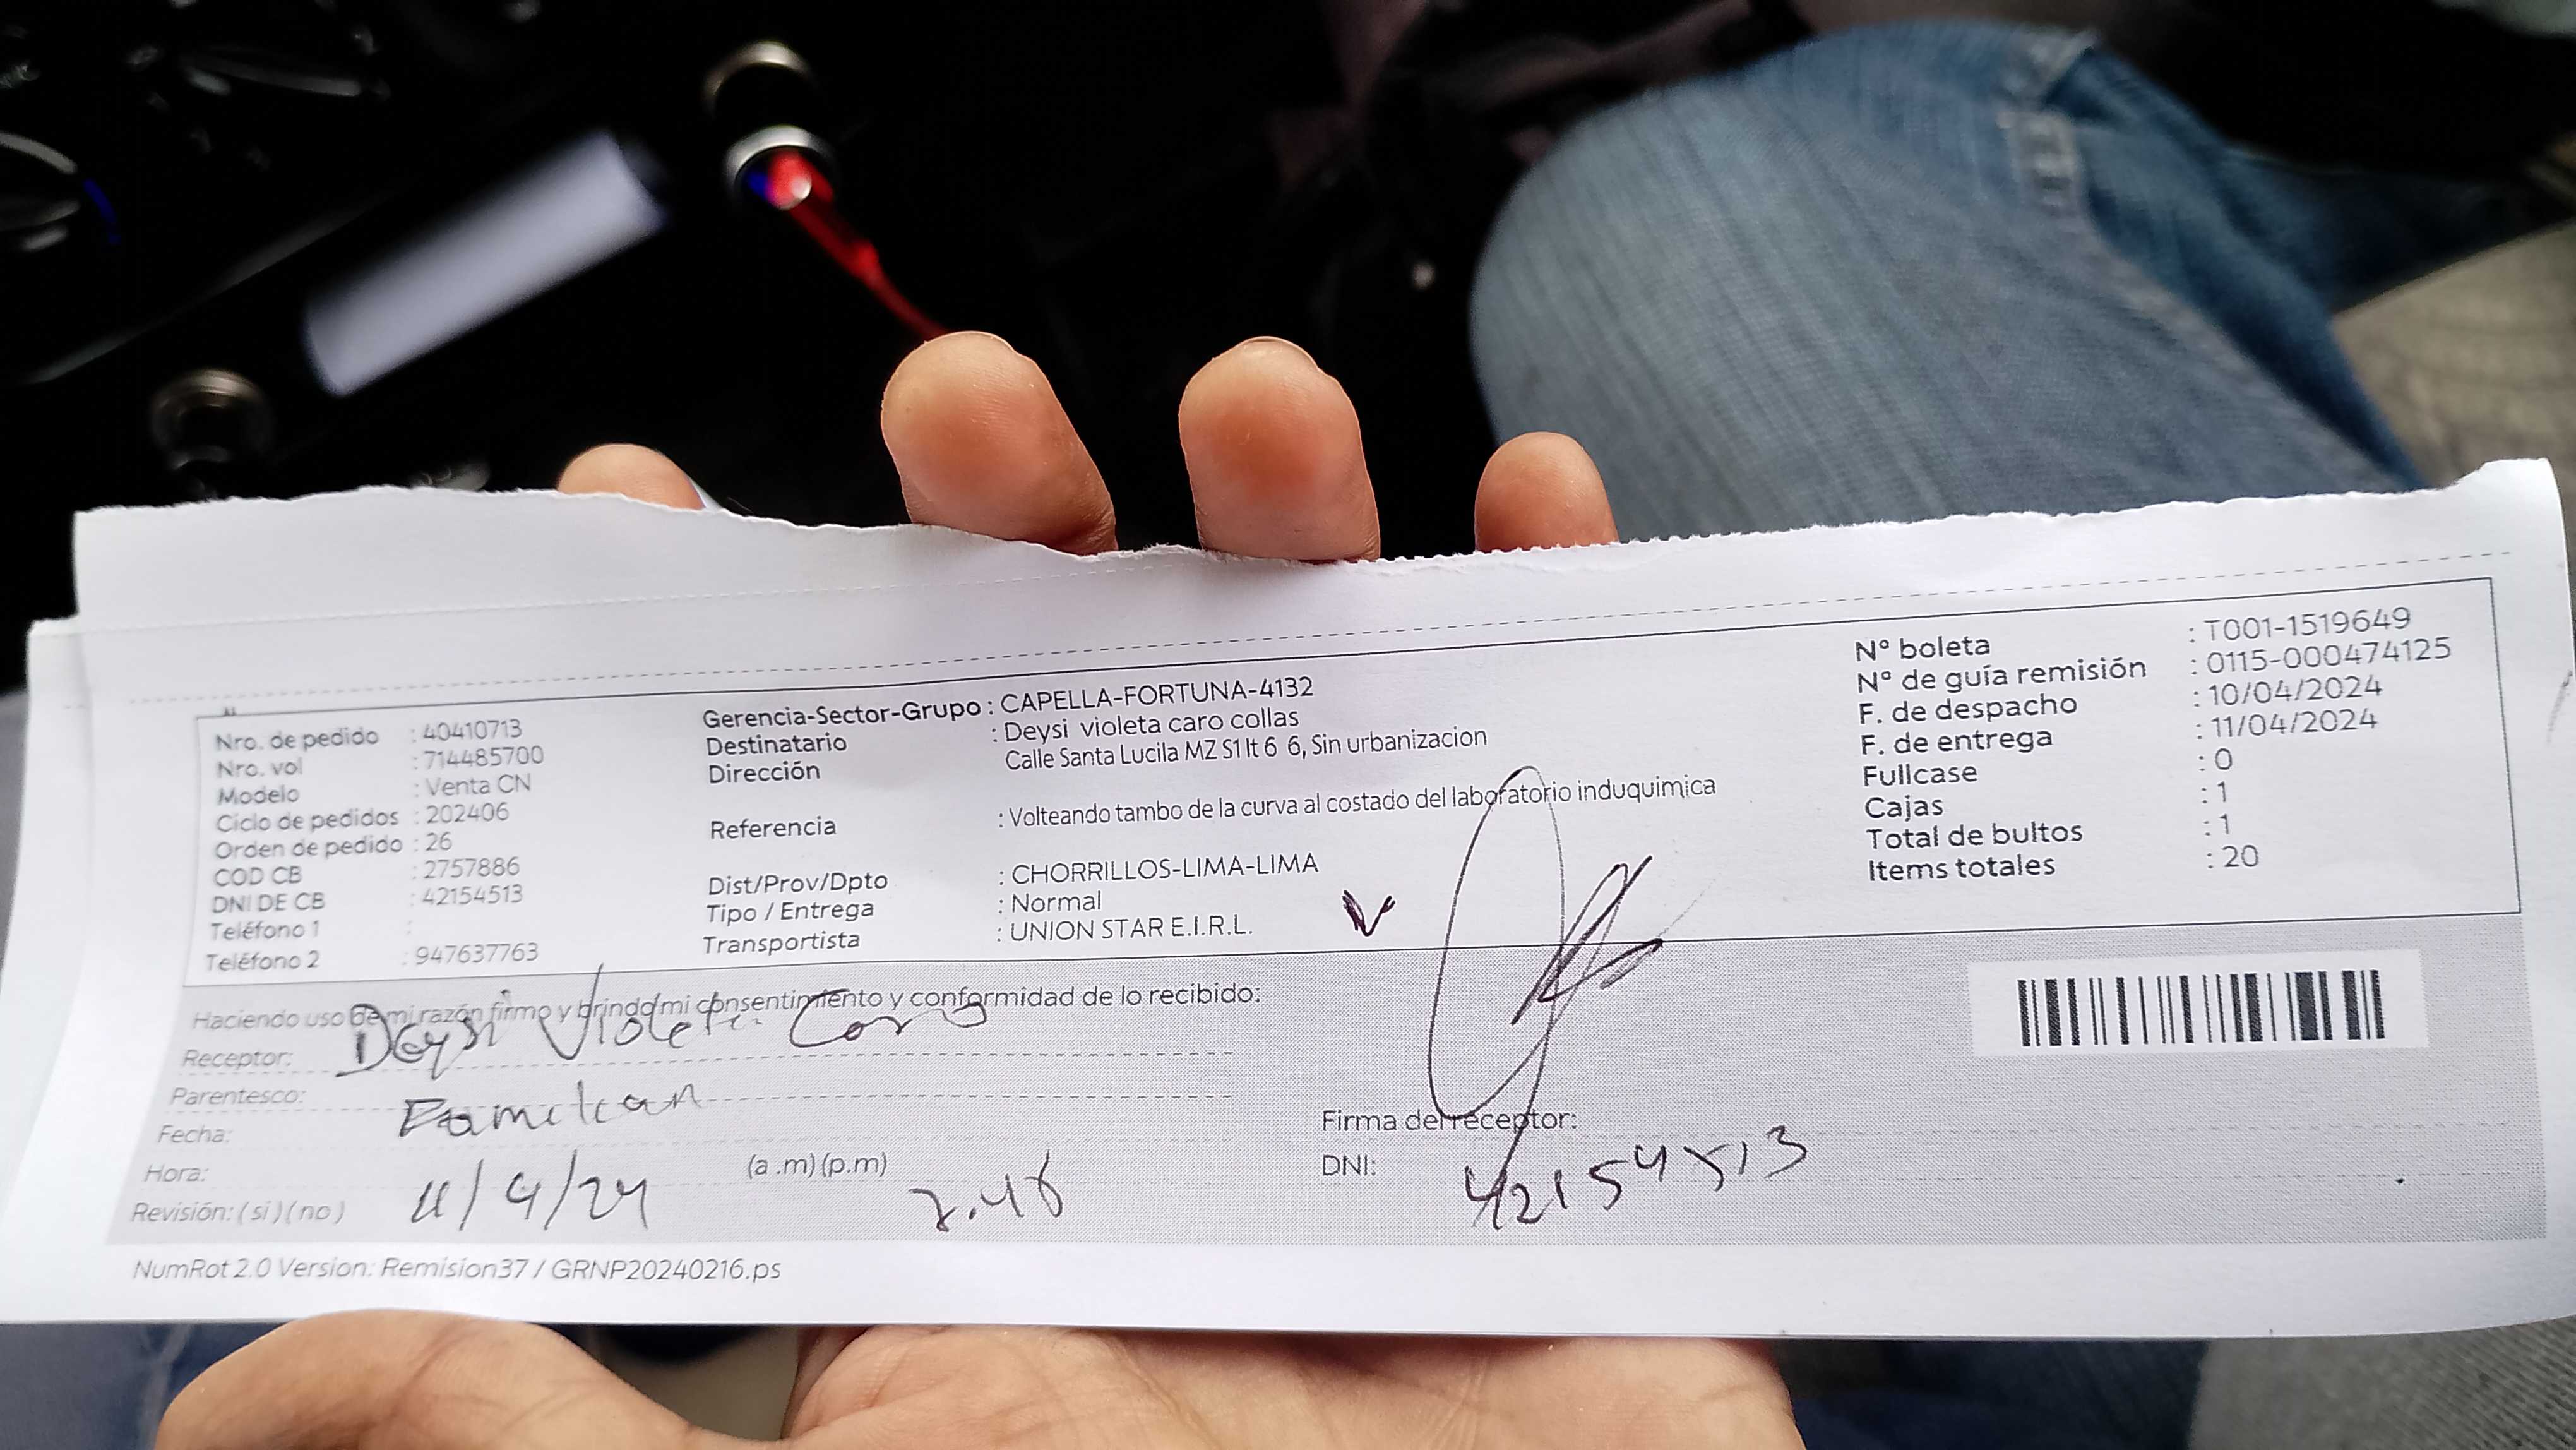 Nro. de pedido : 40410713
Nro. vol : 714485700
Modelo : Venta CN
Ciclo de pedidos : 202406
Orden de pedido : 26
COD CB : 2757886
DNI DE CB : 42154513
Teléfono 1 :
Teléfono 2 : 947637763
Gerencia-Sector-Grupo : CAPELLA-FORTUNA-4132
Destinatario : Deysi violeta caro collas
Dirección Calle Santa Lucila MZ S1 lt 6 6, Sin urbanizacion
Referencia : Volteando tambo de la curva al costado del laboratorio induquimica
Dist/Prov/Dpto : CHORRILLOS-LIMA-LIMA
Tipo / Entrega : Normal
Transportista : UNION STAR E.I.R.L.
Nº boleta : T001-1519649
Nº de guía remisión : 0115-000474125
F. de despacho : 10/04/2024
F. de entrega : 11/04/2024
Fullcase : 0
Cajas : 1
Total de bultos : 1
Items totales : 20
Haciendo uso de mi razón firmo y brindo mi consentimiento y conformidad de lo recibido:
Receptor: Deysi Violeta
Parentesco:
Fecha:
Hora: (a .m) (p.m)
Revisión: ( si ) ( no ) 11/4/24
Firma del receptor:
DNI: 42154513
NumRot 2.0 Version: Remision37 / GRNP20240216.ps